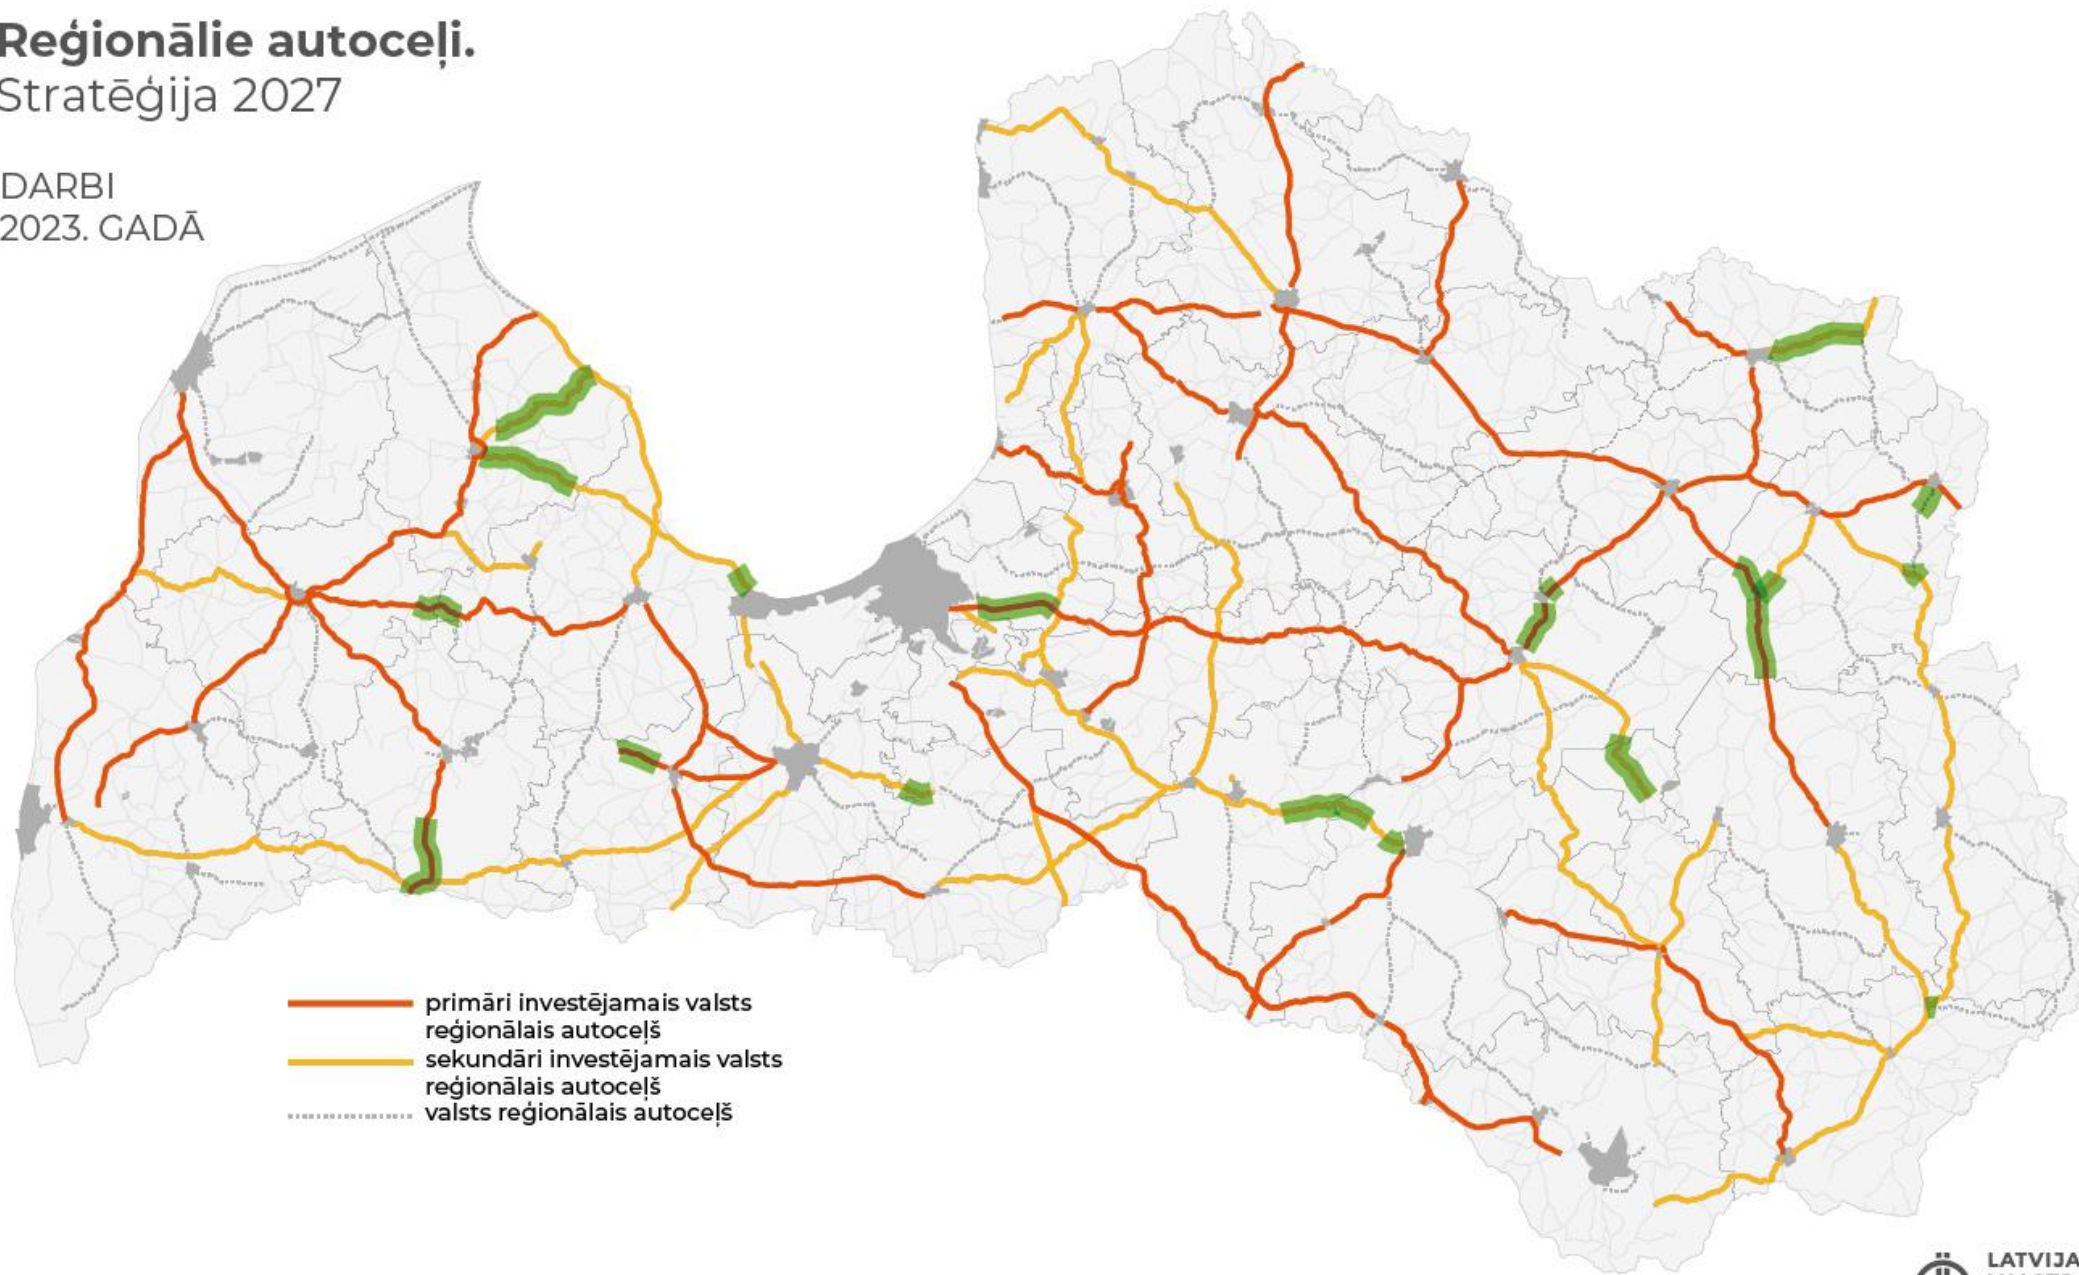 Reģionālie autoceļi.
Stratēģija 2027
DARBI
2023. GADĀ
primāri investējamais valsts
reģionālais autoceļš
sekundāri investējamais valsts
reģionālais autoceļš
valsts reģionālais autoceļš
LATVIJA